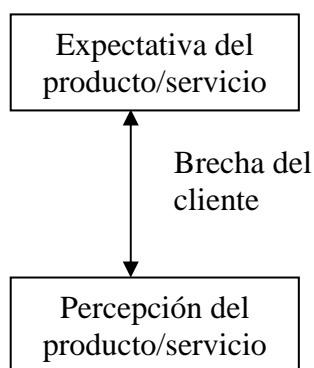 Expectativa del
producto/servicio
Brecha del
cliente
Percepción del
producto/servicio